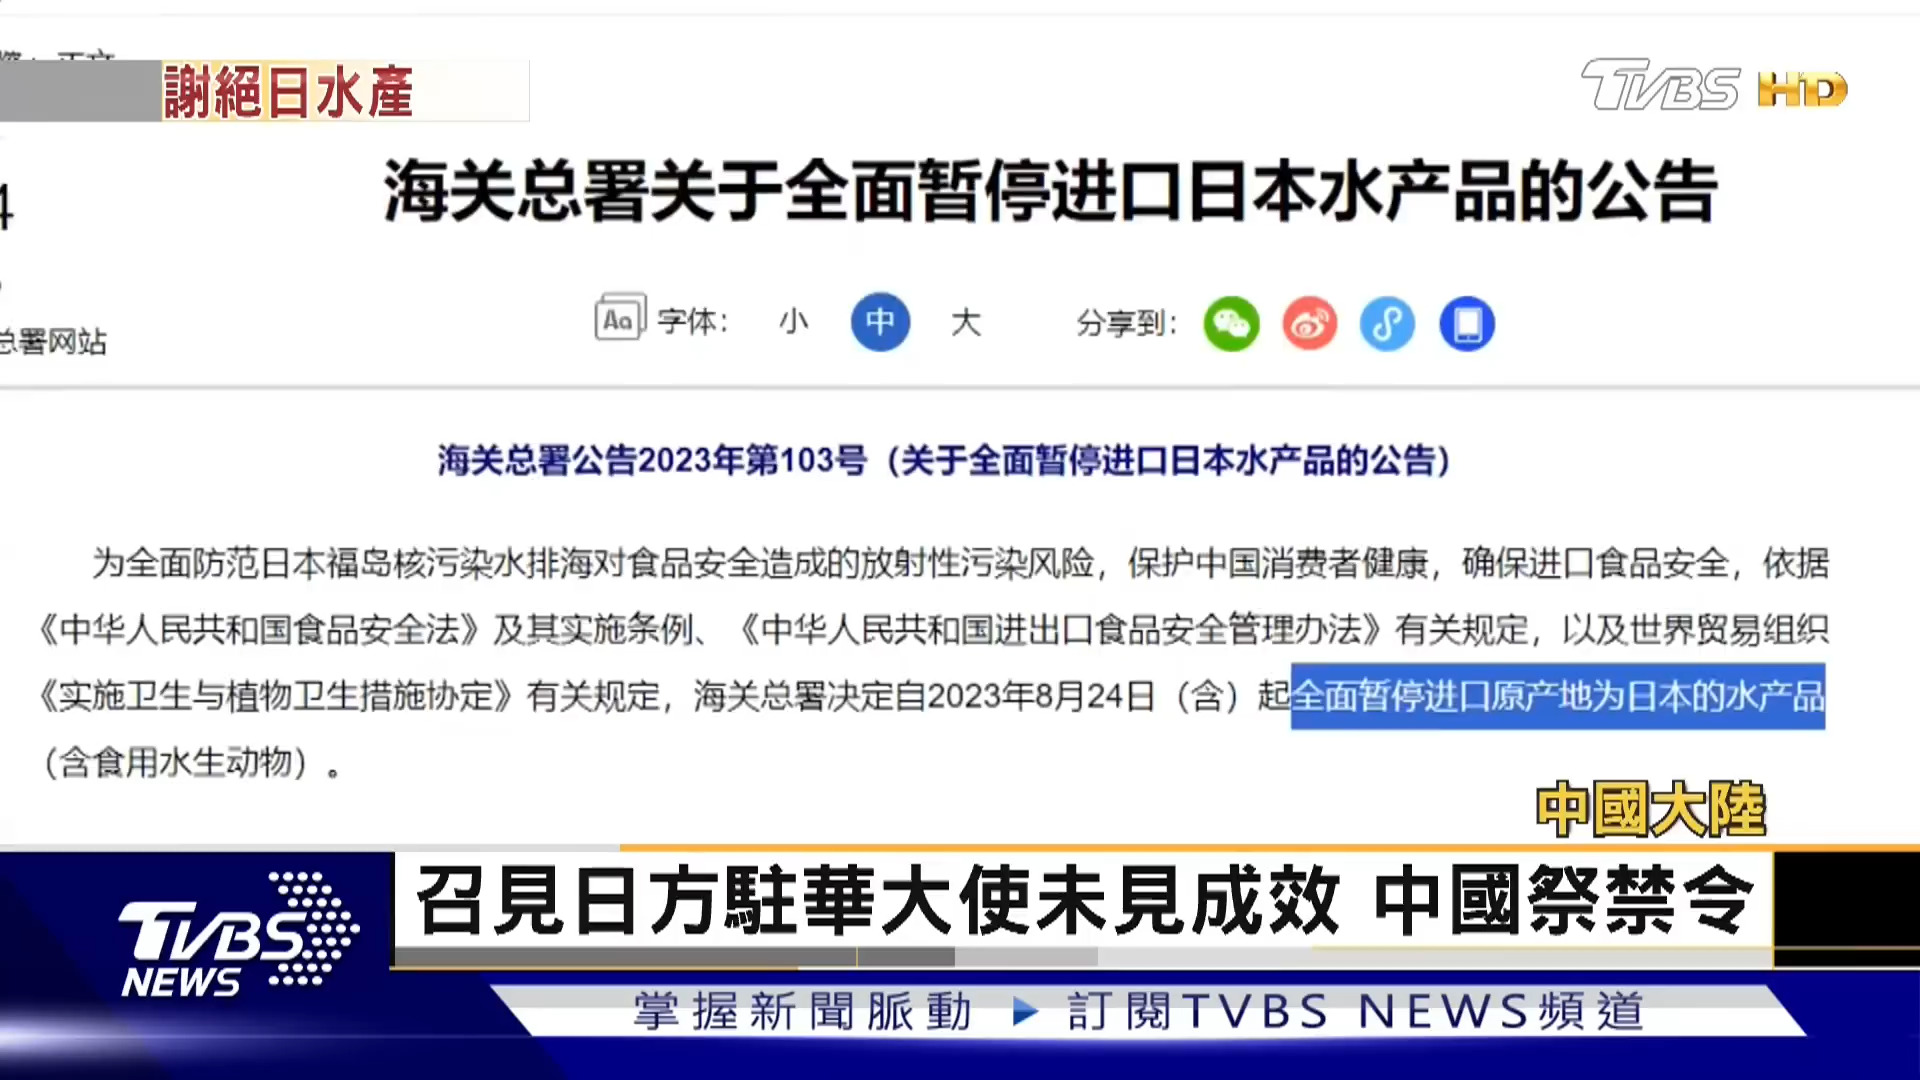 正文
謝絕日水產
TVBS HD
海关总署关于全面暂停进口日本水产品的公告
4
总署网站
Aa 字体： 小 中 大 分享到：
海关总署公告2023年第103号（关于全面暂停进口日本水产品的公告）
为全面防范日本福岛核污染水排海对食品安全造成的放射性污染风险，保护中国消费者健康，确保进口食品安全，依据
《中华人民共和国食品安全法》及其实施条例、《中华人民共和国进出口食品安全管理办法》有关规定，以及世界贸易组织
《实施卫生与植物卫生措施协定》有关规定，海关总署决定自2023年8月24日（含）起全面暂停进口原产地为日本的水产品
（含食用水生动物）。
中國大陸
召見日方駐華大使未見成效 中國祭禁令
TVBS
NEWS
掌握新聞脈動 ▶ 訂閱TVBS NEWS頻道